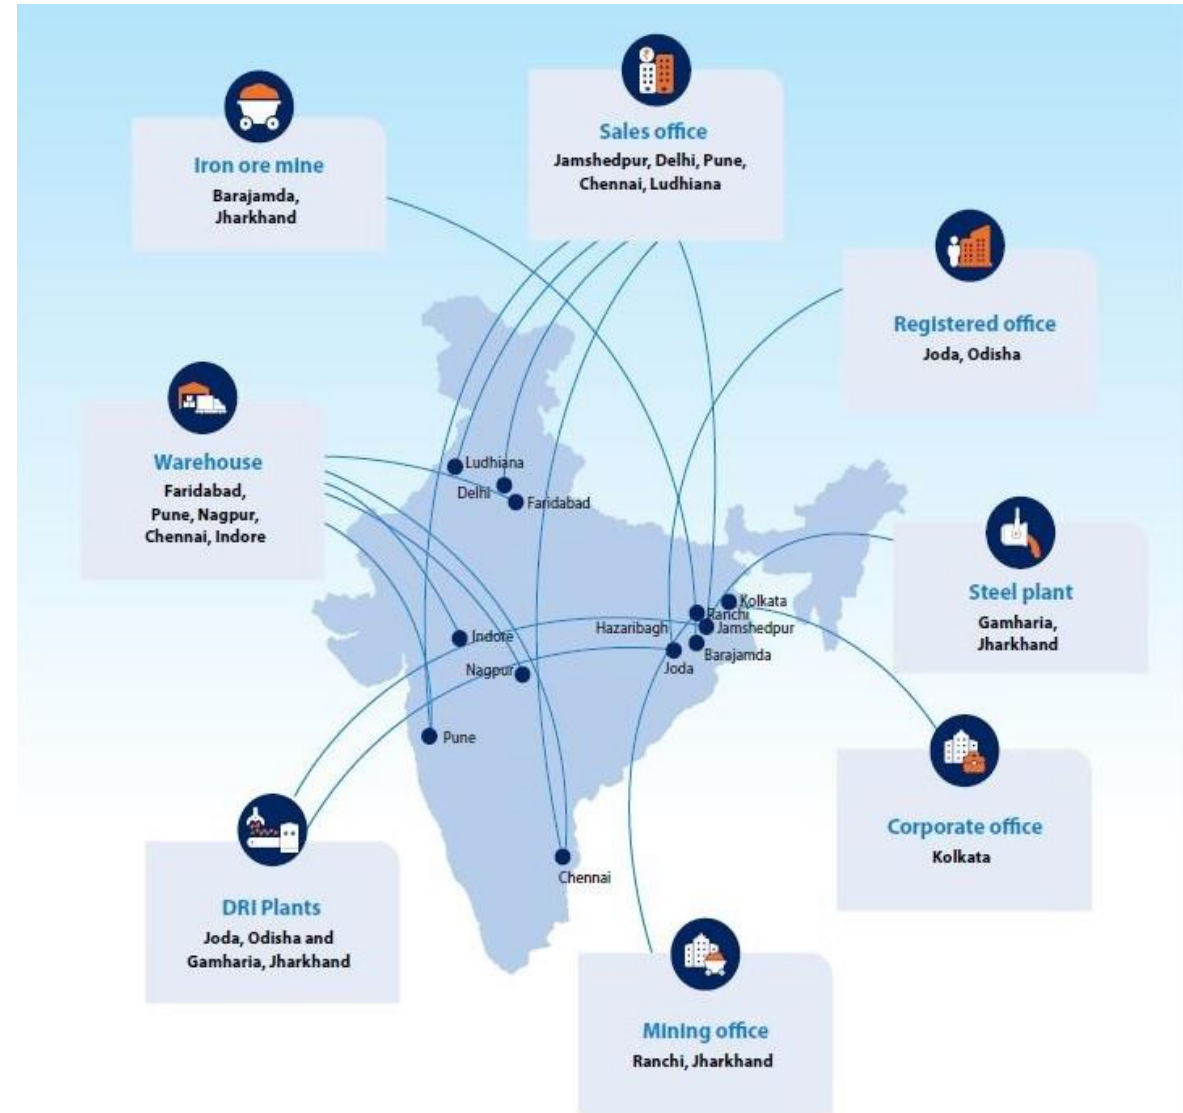 Sales office
Jamshedpur, Delhi, Pune,
Chennai, Ludhiana
Iron ore mine
Barajamda,
Jharkhand
Registered office
Joda, Odisha
Warehouse
Faridabad,
Pune, Nagpur,
Chennai, Indore
Ludhiana
Delhi
Faridabad
Steel plant
Gamharia,
Jharkhand
Kolkata
Ranchi
Hazaribagh
Jamshedpur
Indore
Barajamda
Nagpur
Joda
Pune
Corporate office
Kolkata
Chennai
DRI Plants
Joda, Odisha and
Gamharia, Jharkhand
Mining office
Ranchi, Jharkhand